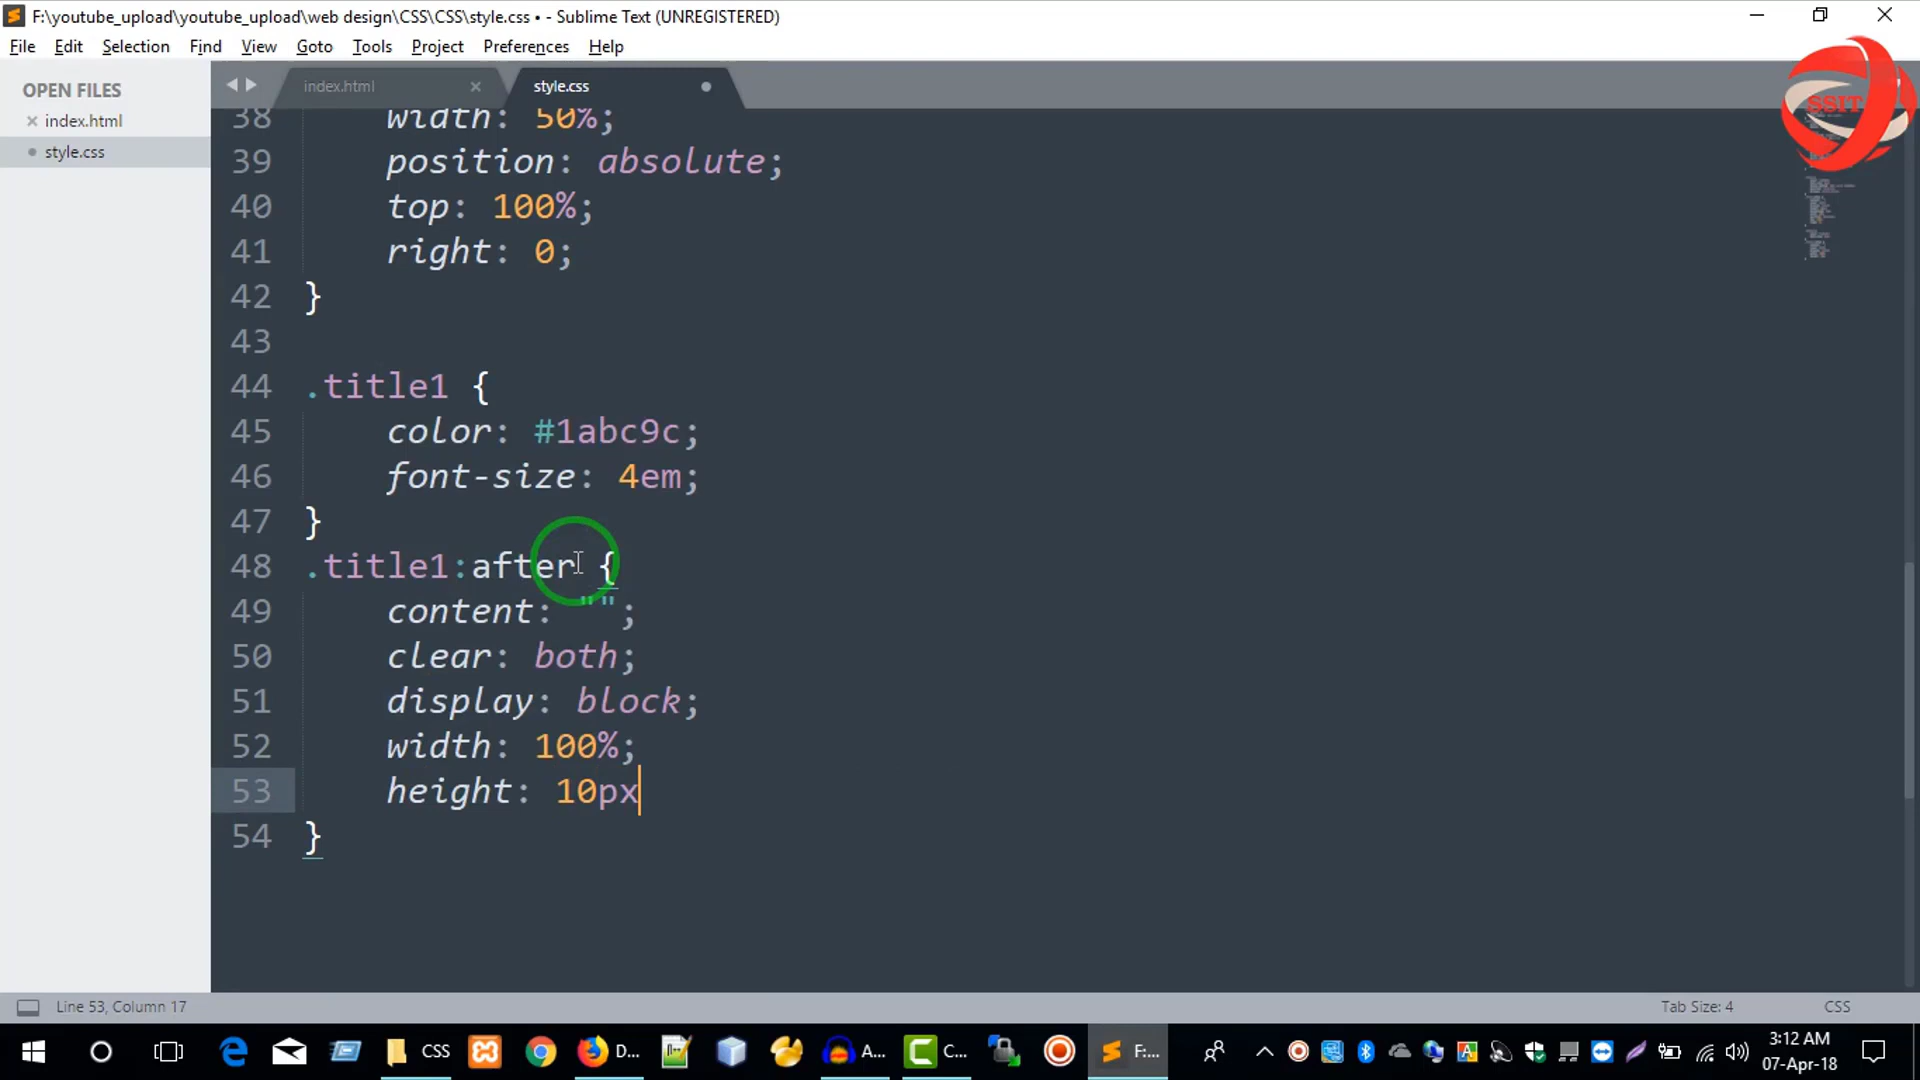 F:\youtube_upload\youtube_upload\web design\CSS\CSS\style.css • - Sublime Text (UNREGISTERED)
File Edit Selection Find View Goto Tools Project Preferences Help
OPEN FILES
index.html
style.css
index.html
style.css
SSIT
38 width: 50%;
39 position: absolute;
40 top: 100%;
41 right: 0;
42 }
43
44 .title1 {
45 color: #1abc9c;
46 font-size: 4em;
47 }
48 .title1:after {
49 content: "";
50 clear: both;
51 display: block;
52 width: 100%;
53 height: 10px
54 }
Line 53, Column 17
Tab Size: 4
CSS
CSS
D...
A...
C...
F:...
3:12 AM
07-Apr-18